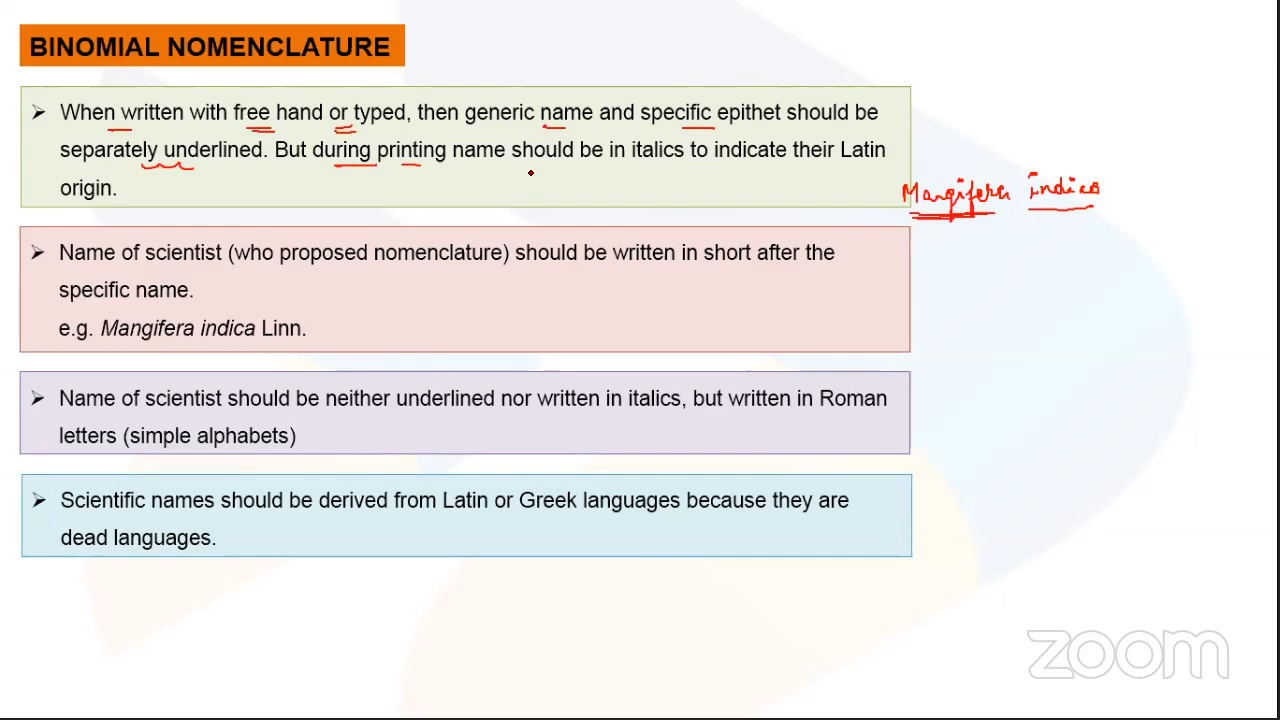 BINOMIAL NOMENCLATURE
➢ When written with free hand or typed, then generic name and specific epithet should be
separately underlined. But during printing name should be in italics to indicate their Latin
origin.
Mangifera indica
➢ Name of scientist (who proposed nomenclature) should be written in short after the
specific name.
e.g. Mangifera indica Linn.
➢ Name of scientist should be neither underlined nor written in italics, but written in Roman
letters (simple alphabets)
➢ Scientific names should be derived from Latin or Greek languages because they are
dead languages.
zoom